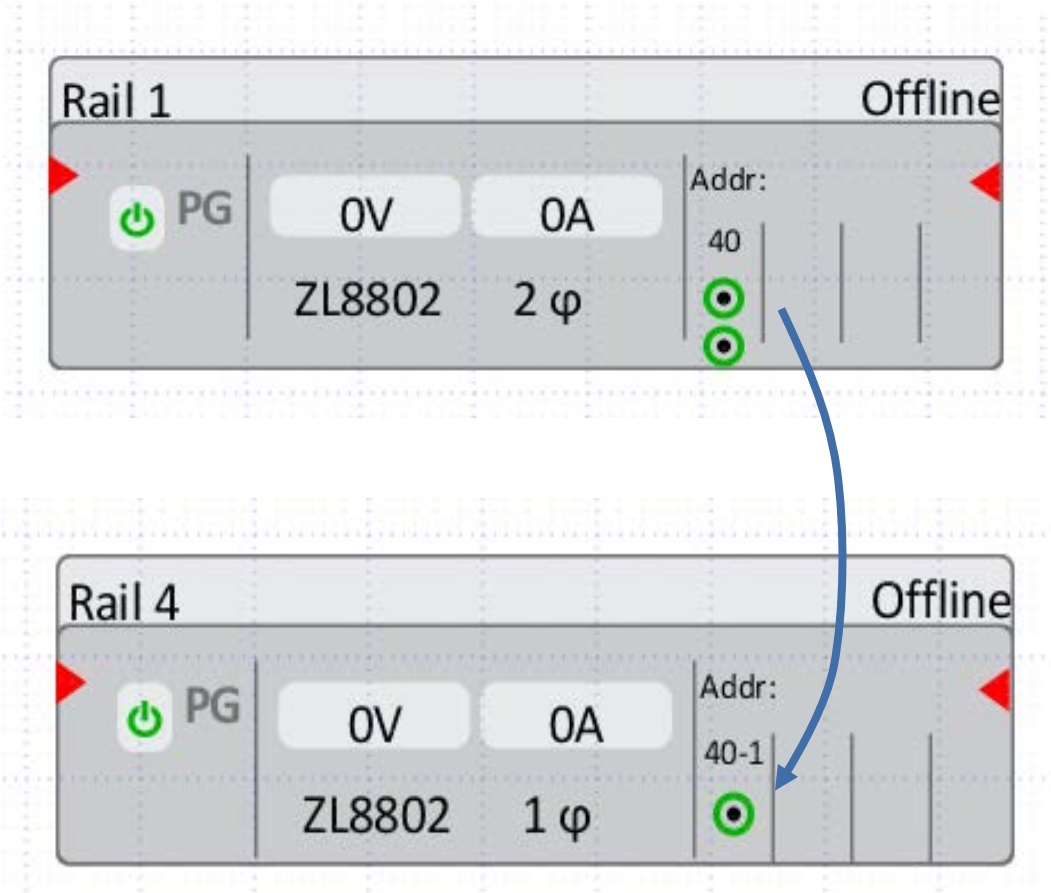 Rail 1 Offline
PG 0V 0A Addr:
40
ZL8802 2 φ
Rail 4 Offline
PG 0V 0A Addr:
40-1
ZL8802 1 φ